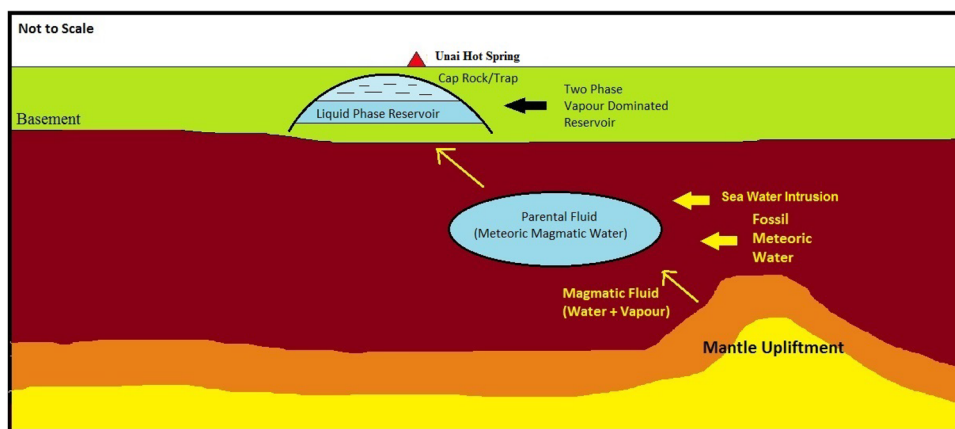 Not to Scale
Unai Hot Spring
Cap Rock/Trap
Liquid Phase Reservoir
Two Phase
Vapour Dominated
Reservoir
Basement
Parental Fluid
(Meteoric Magmatic Water)
Sea Water Intrusion
Fossil
Meteoric
Water
Magmatic Fluid
(Water + Vapour)
Mantle Upliftment